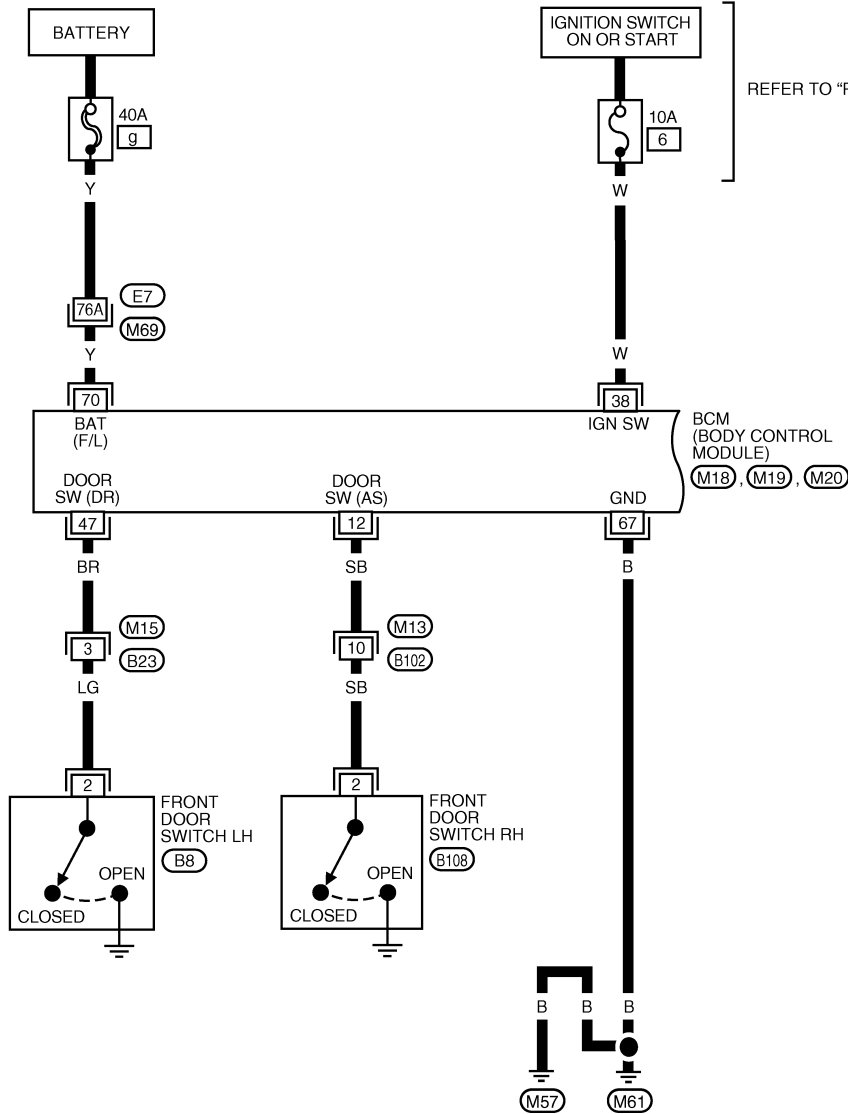 BATTERY
IGNITION SWITCH
ON OR START
REFER TO “P
40A
g
10A
6
Y
W
76A
E7
M69
Y
W
70
38
BAT
(F/L)
IGN SW
BCM
(BODY CONTROL
MODULE)
M18 , M19 , M20
DOOR
SW (DR)
DOOR
SW (AS)
GND
47
12
67
BR
SB
B
M15
M13
3
10
B23
B102
LG
SB
2
2
FRONT
DOOR
SWITCH LH
B8
FRONT
DOOR
SWITCH RH
B108
OPEN
CLOSED
OPEN
CLOSED
B
B
B
M57
M61